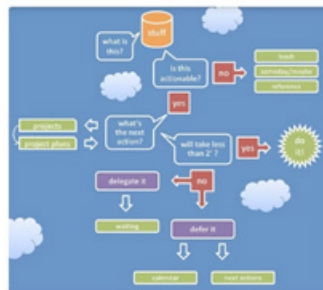 stuff
what is
this?
is this
actionable?
no
trash
someday/maybe
reference
yes
what's
the next
action?
projects
project plans
will take less
than 2' ?
yes
do
it!
delegate it
no
waiting
defer it
calendar
next actions